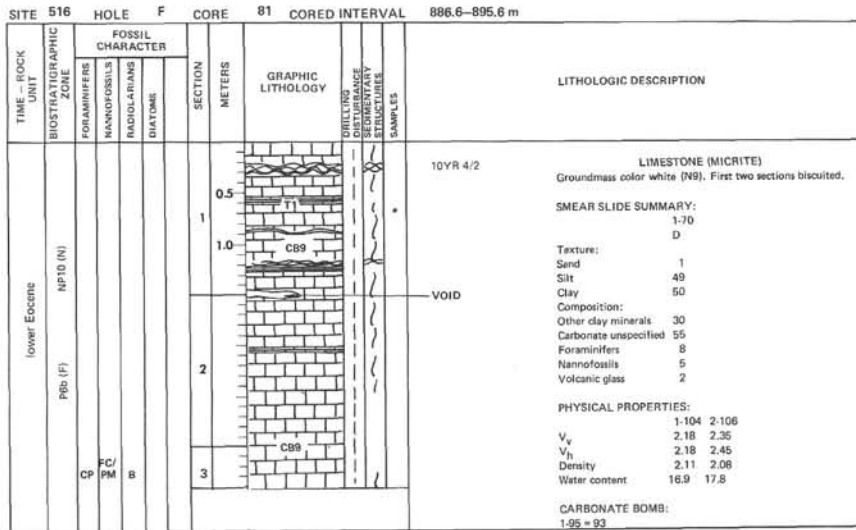 SITE 516 HOLE F CORE 81 CORED INTERVAL 886.6–895.6 m
TIME – ROCK UNIT
BIOSTRATIGRAPHIC ZONE
FOSSIL CHARACTER
FORAMINIFERS
NANNOFOSSILS
RADIOLARIANS
DIATOMS
SECTION
METERS
GRAPHIC LITHOLOGY
DRILLING DISTURBANCE
SEDIMENTARY STRUCTURES
SAMPLES
LITHOLOGIC DESCRIPTION
lower Eocene
P6b (F)
NP10 (N)
CP
FC/
PM
B
1
0.5
1.0
2
3
T1
CB9
CB9
*
10YR 4/2
VOID
LIMESTONE (MICRITE)
Groundmass color white (N9). First two sections biscuited.
SMEAR SLIDE SUMMARY:
1-70
D
Texture:
Sand 1
Silt 49
Clay 50
Composition:
Other clay minerals 30
Carbonate unspecified 55
Foraminifers 8
Nannofossils 5
Volcanic glass 2
PHYSICAL PROPERTIES:
1-104 2-106
Vv 2.18 2.35
Vh 2.18 2.45
Density 2.11 2.08
Water content 16.9 17.8
CARBONATE BOMB:
1-95 = 93